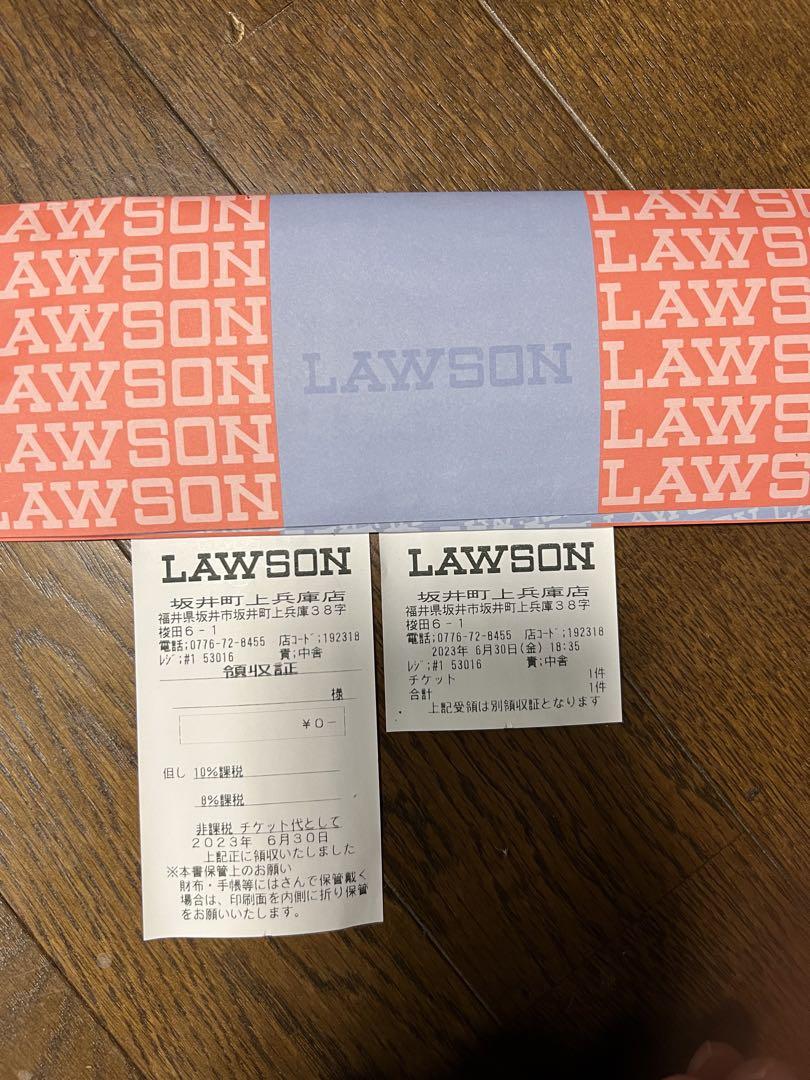 LAWSON
LAWSON
LAWSON
LAWSON
LAWSON
LAWSON
LAWSON
LAWSON
LAWSON
LAWSON
LAWSON
LAWSON
LAWSON
LAWSON
坂井町上兵庫店
福井県坂井市坂井町上兵庫38字
梭田6-1
電話;0776-72-8455 店コード;192318
レジ;#1 53016 責;中舎
領収証
様
¥0-
但し 10%課税
8%課税
非課税 チケット代として
2023年 6月30日
上記正に領収いたしました
※本書保管上のお願い
財布・手帳等にはさんで保管戴く
場合は、印刷面を内側に折り保管
をお願いいたします。
LAWSON
坂井町上兵庫店
福井県坂井市坂井町上兵庫38字
梭田6-1
電話;0776-72-8455 店コード;192318
2023年 6月30日(金) 18:35
レジ;#1 53016 責;中舎
チケット 1件
合計 1件
上記受領は別領収証となります